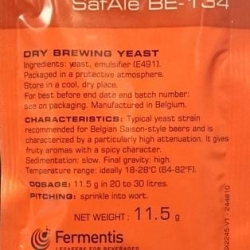 SafAle BE-134
DRY BREWING YEAST
Ingredients: yeast, emulsifier (E491).
Packaged in a protective atmosphere.
Store in a cool, dry place.
For best before end date and batch number:
see on packaging. Manufactured in Belgium.
CHARACTERISTICS: Typical yeast strain
recommended for Belgian Saison-style beers and is
characterized by a particularly high attenuation. It gives
fruity aromas with a spicy character.
Sedimentation: slow. Final gravity: high.
Temperature range: ideally 18-28°C (64-82°F).
DOSAGE: 11.5 g in 20 to 30 litres
PITCHING: sprinkle into wort.
NET WEIGHT: 11.5 g
Fermentis
LESAFFRE FOR BEVERAGES